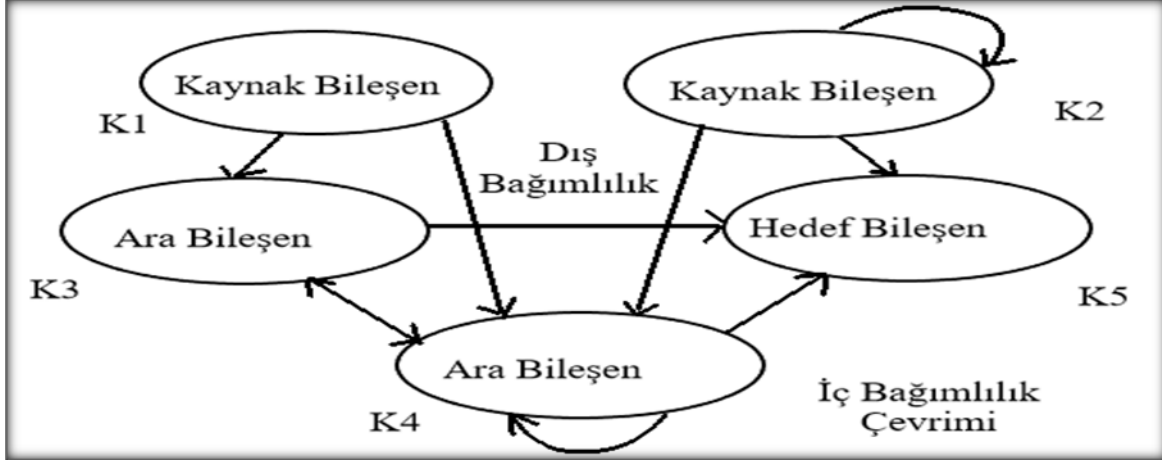 Kaynak Bileşen
K1
Kaynak Bileşen
K2
Dış
Bağımlılık
Ara Bileşen
K3
Hedef Bileşen
K5
Ara Bileşen
K4
İç Bağımlılık
Çevrimi